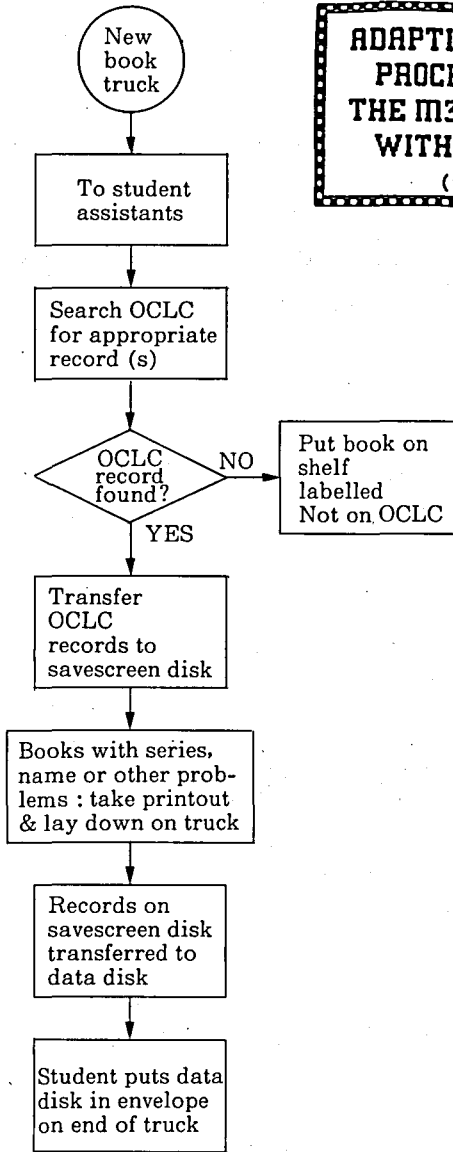 New
book
truck
To student
assistants
Search OCLC
for appropriate
record (s)
OCLC
record
found?
NO
Put book on
shelf
labelled
Not on OCLC
YES
Transfer
OCLC
records to
savescreen disk
Books with series,
name or other prob-
lems : take printout
& lay down on truck
Records on
savescreen disk
transferred to
data disk
Student puts data
disk in envelope
on end of truck
THE
WITH
(